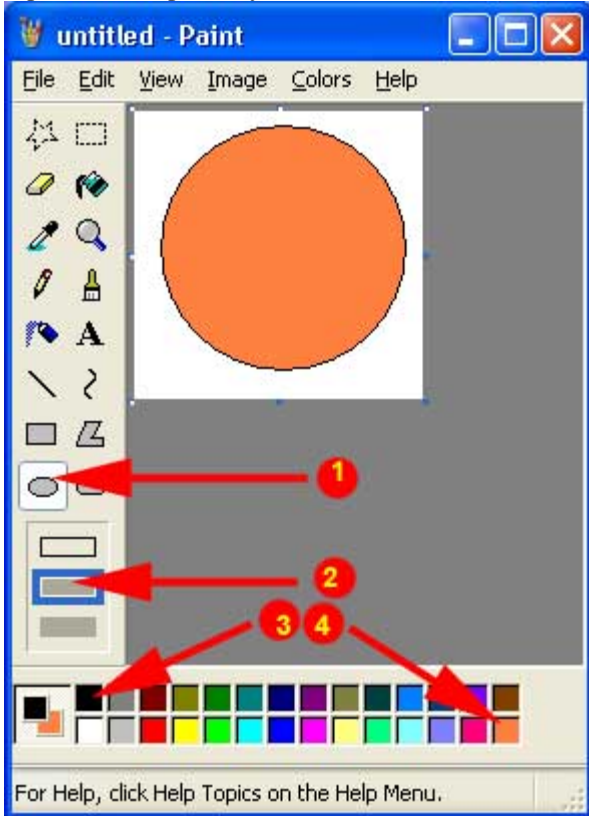 untitled - Paint
File Edit View Image Colors Help
A
1
2
3 4
For Help, click Help Topics on the Help Menu.